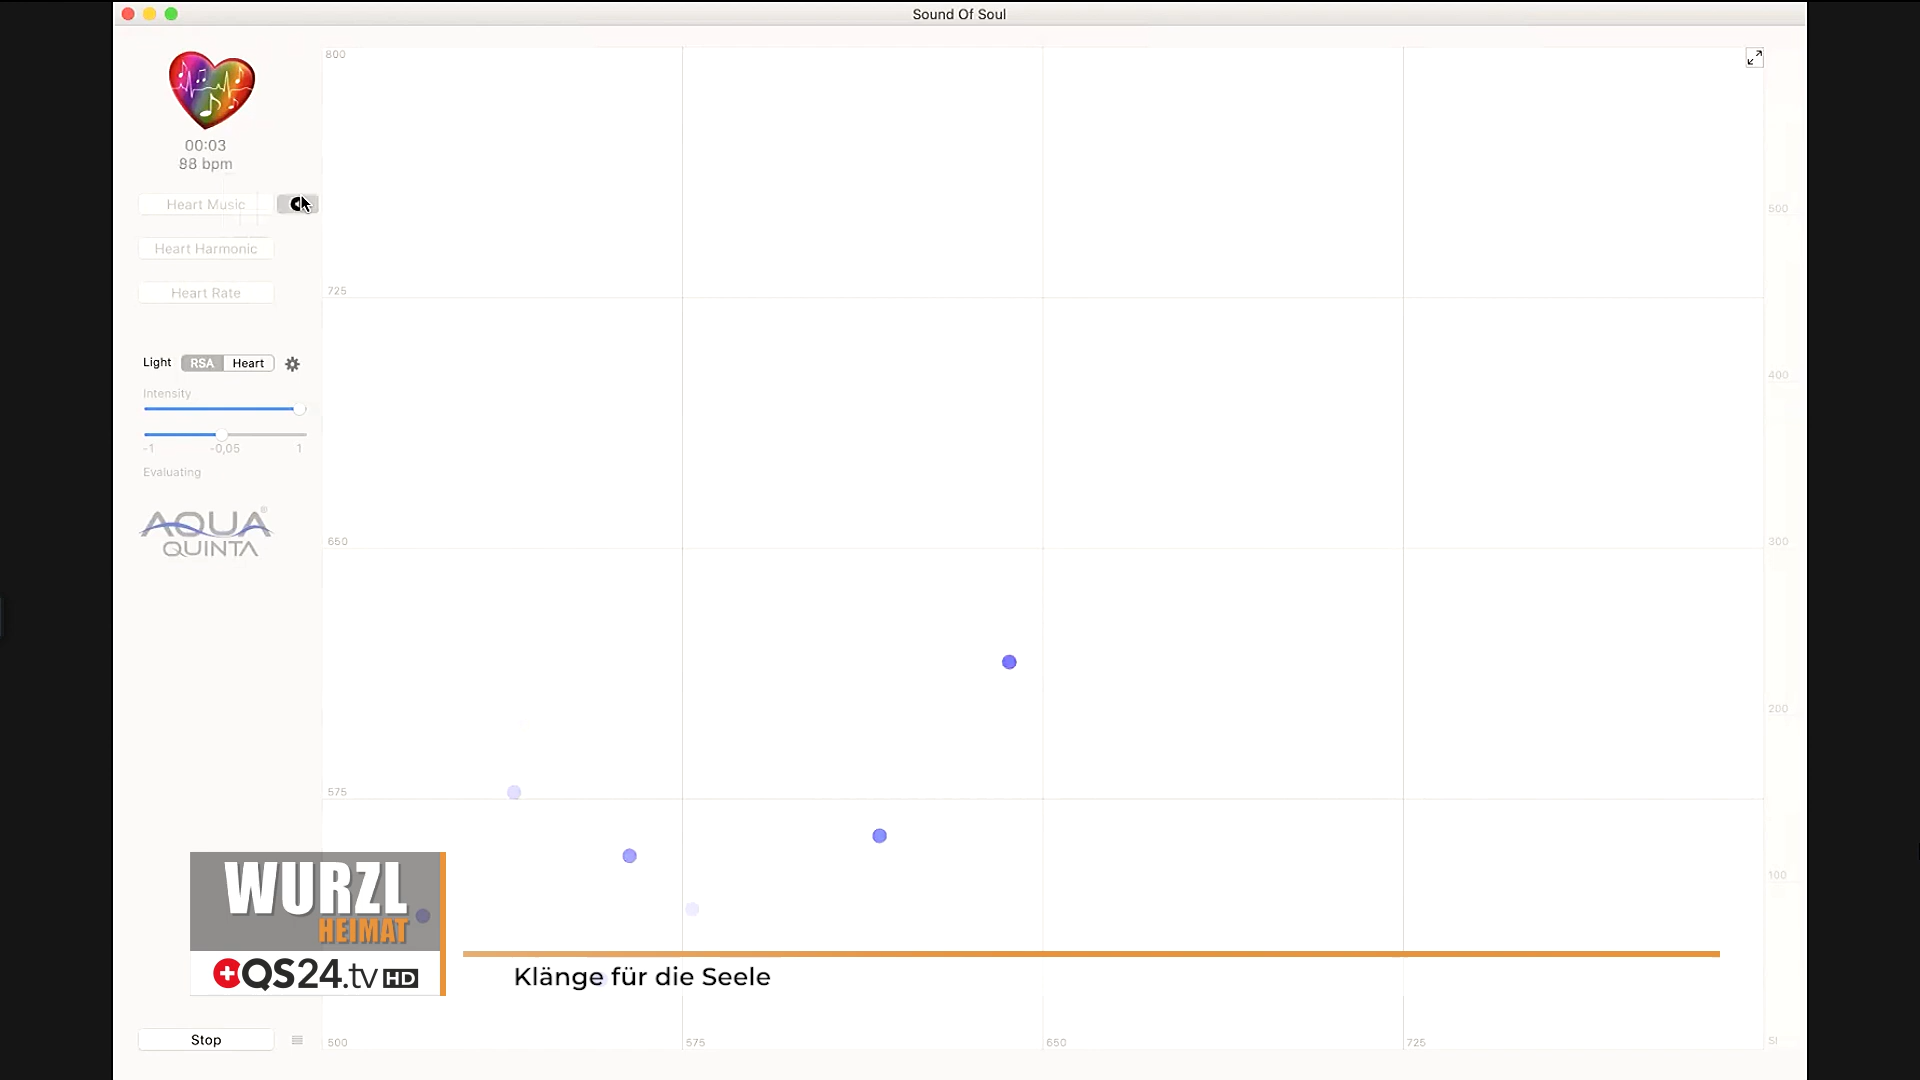 Sound Of Soul
00:03
88 bpm
Heart Music
Heart Harmonic
Heart Rate
Light RSA Heart
Intensity
-1 -0,05 1
Evaluating
AQUA®
QUINTA
Stop
800
725
650
575
500 575 650 725
500
400
300
200
100
WURZL
HEIMAT
QS24.tv HD
Klänge für die Seele